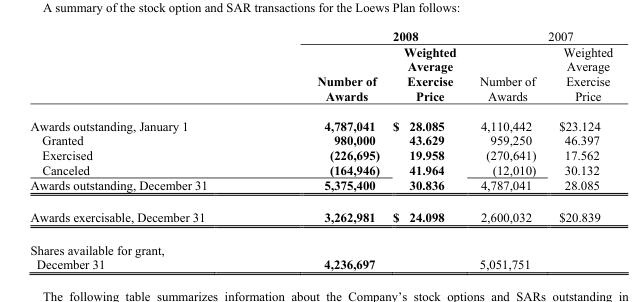 A summary of the stock option and SAR transactions for the Loews Plan follows:
2008 2007
Weighted Weighted
Average Average
Number of Exercise Number of Exercise
Awards Price Awards Price
Awards outstanding, January 1 4,787,041 $ 28.085 4,110,442 $23.124
Granted 980,000 43.629 959,250 46.397
Exercised (226,695) 19.958 (270,641) 17.562
Canceled (164,946) 41.964 (12,010) 30.132
Awards outstanding, December 31 5,375,400 30.836 4,787,041 28.085
Awards exercisable, December 31 3,262,981 $ 24.098 2,600,032 $20.839
Shares available for grant,
December 31 4,236,697 5,051,751
The following table summarizes information about the Company's stock options and SARs outstanding in